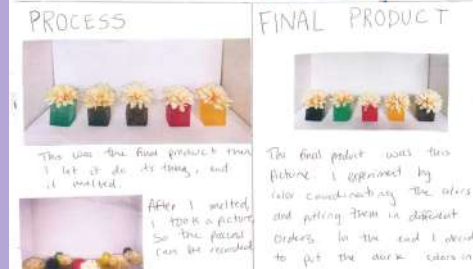 PROCESS
This was the final product then
I let it do its thing, and
it melted.
After I melted,
I took a picture
so the process
can be recorded
FINAL PRODUCT
The final product was this
picture. I experiment by
color coordinating the colors
and putting them in different
orders. In the end I decided
to put the dark colors in